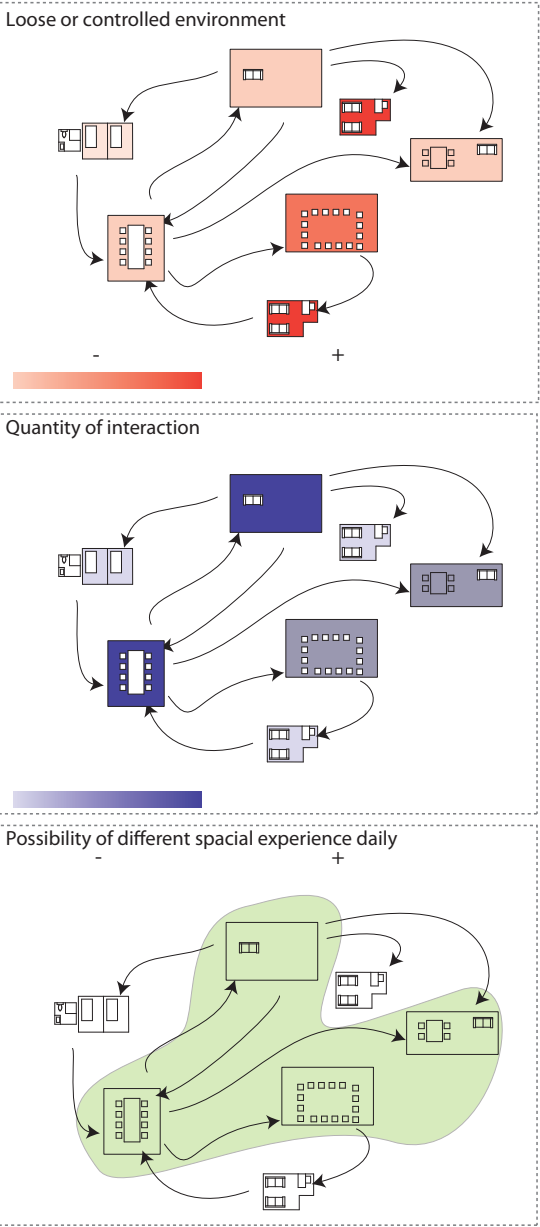 Loose or controlled environment
- +
Quantity of interaction
Possibility of different spacial experience daily
- +